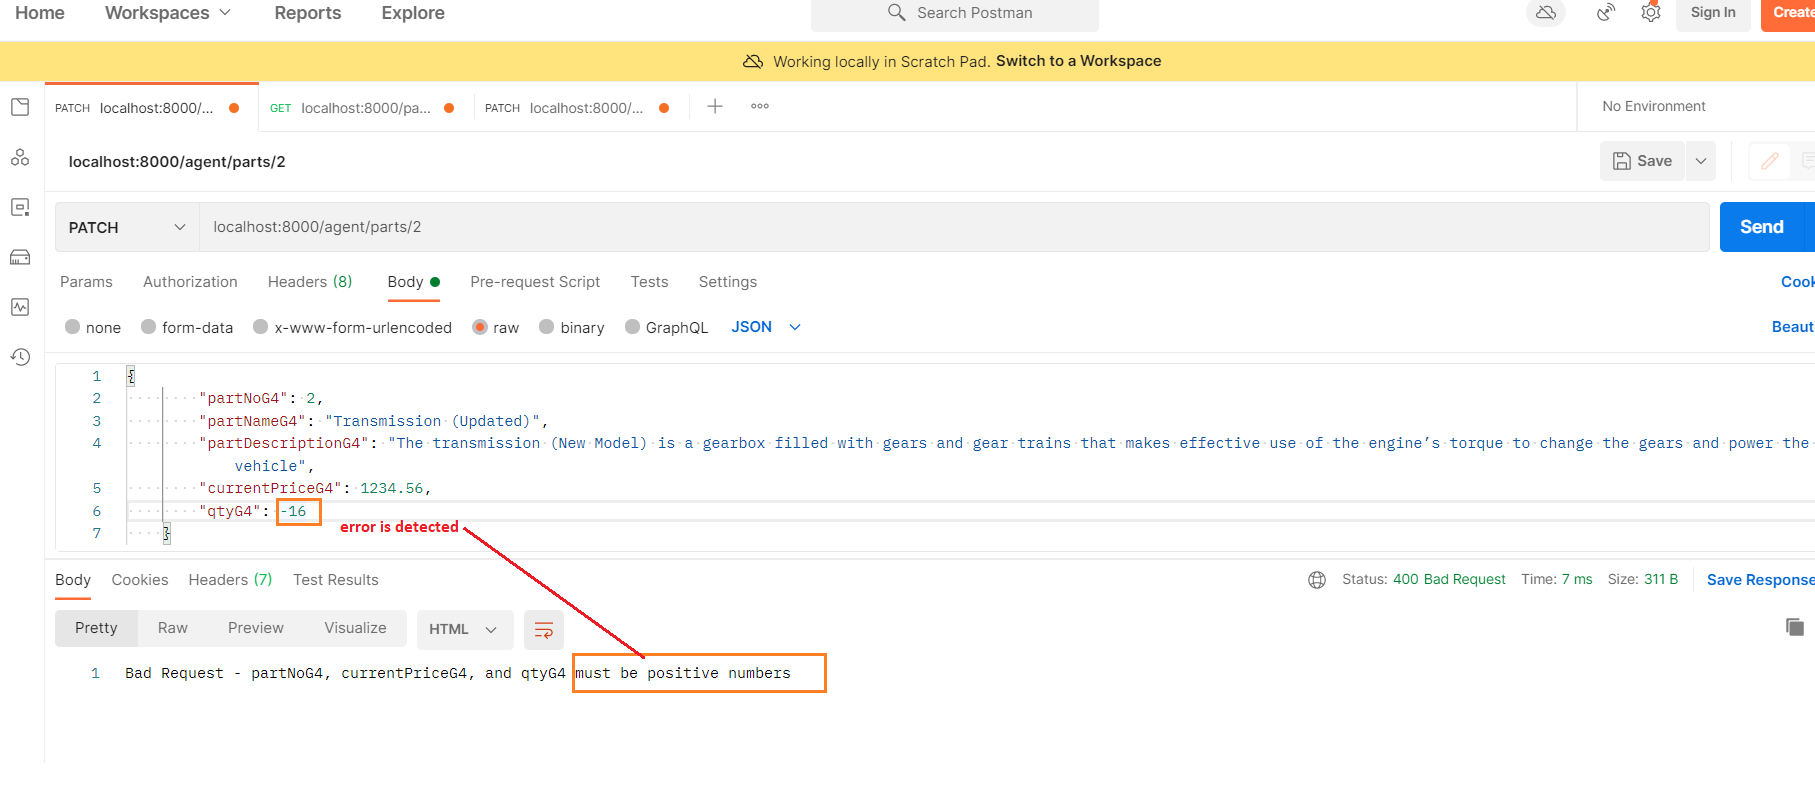 Home Workspaces Reports Explore Search Postman Sign In Create
Working locally in Scratch Pad. Switch to a Workspace
PATCH localhost:8000/... GET localhost:8000/pa... PATCH localhost:8000/... No Environment
localhost:8000/agent/parts/2 Save
PATCH localhost:8000/agent/parts/2 Send
Params Authorization Headers (8) Body Pre-request Script Tests Settings Cook
none form-data x-www-form-urlencoded raw binary GraphQL JSON Beaut
1 {
2 "partNoG4": 2,
3 "partNameG4": "Transmission (Updated)",
4 "partDescriptionG4": "The transmission (New Model) is a gearbox filled with gears and gear trains that makes effective use of the engine’s torque to change the gears and power the
vehicle",
5 "currentPriceG4": 1234.56,
6 "qtyG4": -16
error is detected
7 }
Body Cookies Headers (7) Test Results Status: 400 Bad Request Time: 7 ms Size: 311 B Save Response
Pretty Raw Preview Visualize HTML
1 Bad Request - partNoG4, currentPriceG4, and qtyG4 must be positive numbers